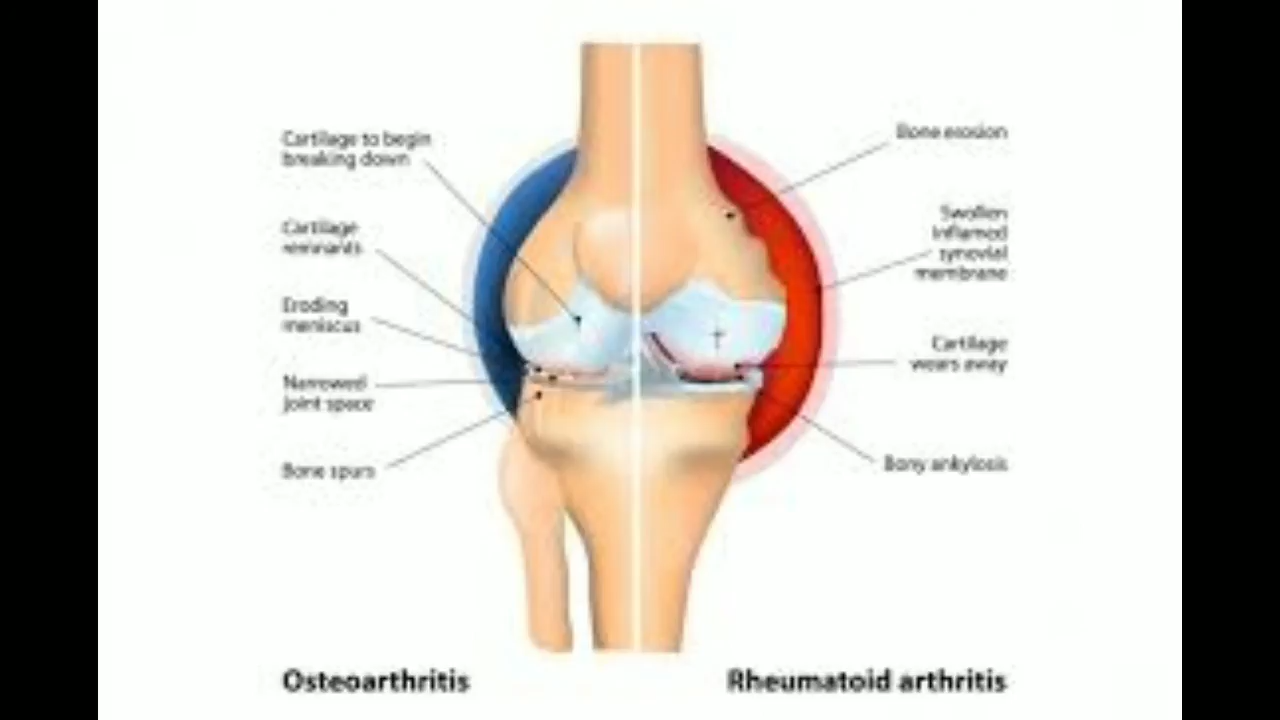 Cartilage to begin
breaking down
Cartilage
remnants
Eroding
meniscus
Narrowed
joint space
Bone spurs
Bone erosion
Swollen
inflamed
synovial
membrane
Cartilage
wears away
Bony ankylosis
Osteoarthritis
Rheumatoid arthritis